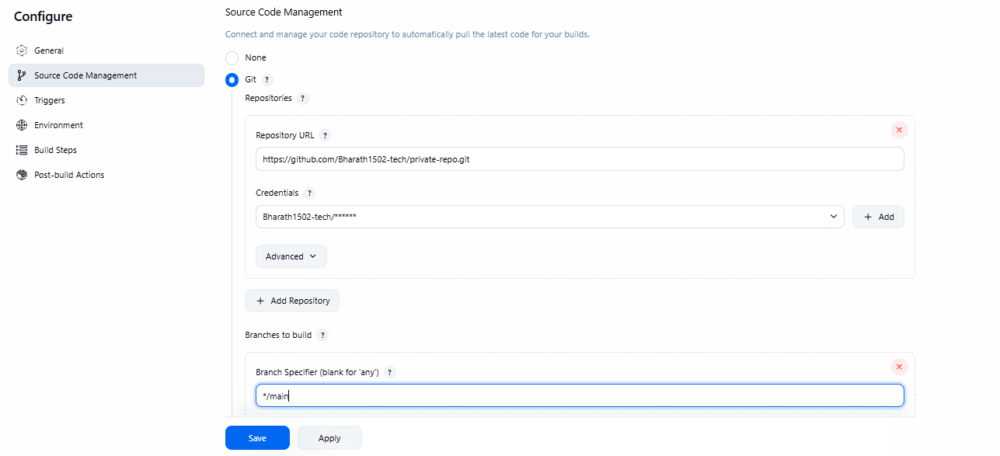 Configure
General
Source Code Management
Triggers
Environment
Build Steps
Post-build Actions
Source Code Management
Connect and manage your code repository to automatically pull the latest code for your builds.
None
Git ?
Repositories ?
Repository URL ?
https://github.com/Bharath1502-tech/private-repo.git
Credentials ?
Bharath1502-tech/******
+ Add
Advanced
+ Add Repository
Branches to build ?
Branch Specifier (blank for 'any') ?
*/main
Save
Apply